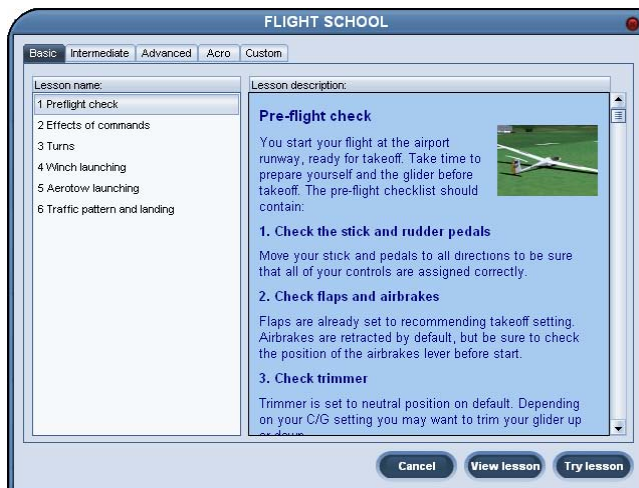 FLIGHT SCHOOL
Basic Intermediate Advanced Acro Custom
Lesson name:
1 Preflight check
2 Effects of commands
3 Turns
4 Winch launching
5 Aerotow launching
6 Traffic pattern and landing
Lesson description:
Pre-flight check
You start your flight at the airport
runway, ready for takeoff. Take time to
prepare yourself and the glider before
takeoff. The pre-flight checklist should
contain:
1. Check the stick and rudder pedals
Move your stick and pedals to all directions to be sure
that all of your controls are assigned correctly.
2. Check flaps and airbrakes
Flaps are already set to recommending takeoff setting.
Airbrakes are retracted by default, but be sure to check
the position of the airbrakes lever before start.
3. Check trimmer
Trimmer is set to neutral position on default. Depending
on your C/G setting you may want to trim your glider up
or down
Cancel View lesson Try lesson